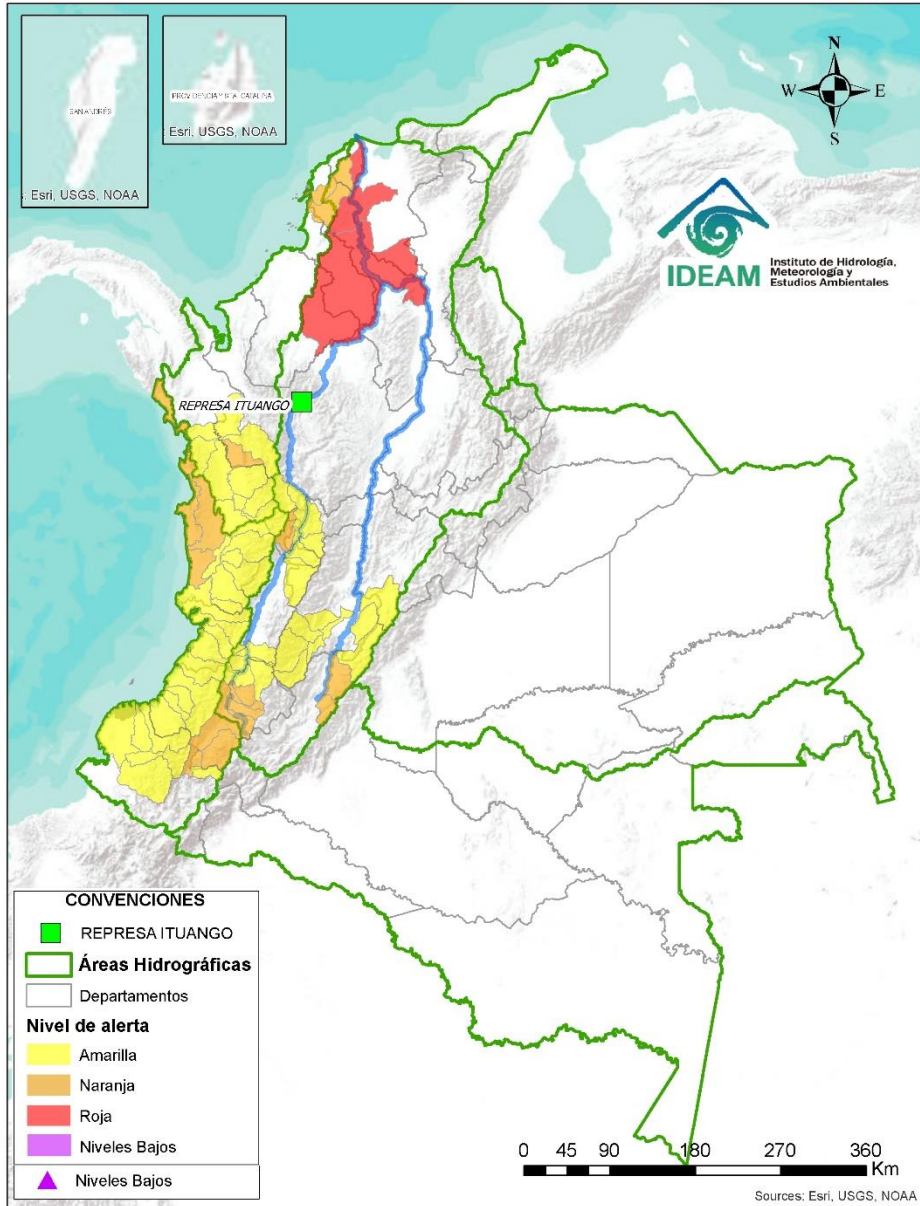 SAN ANDRÉS
: Esri, USGS, NOAA
PROVIDENCIA Y STA. CATALINA
: Esri, USGS, NOAA
N
W
E
S
IDEAM
Instituto de Hidrología,
Meteorología y
Estudios Ambientales
REPRESA ITUANGO
CONVENCIONES
REPRESA ITUANGO
Áreas Hidrográficas
Departamentos
Nivel de alerta
Amarilla
Naranja
Roja
Niveles Bajos
Niveles Bajos
0 45 90 180 270 360
Km
Sources: Esri, USGS, NOAA